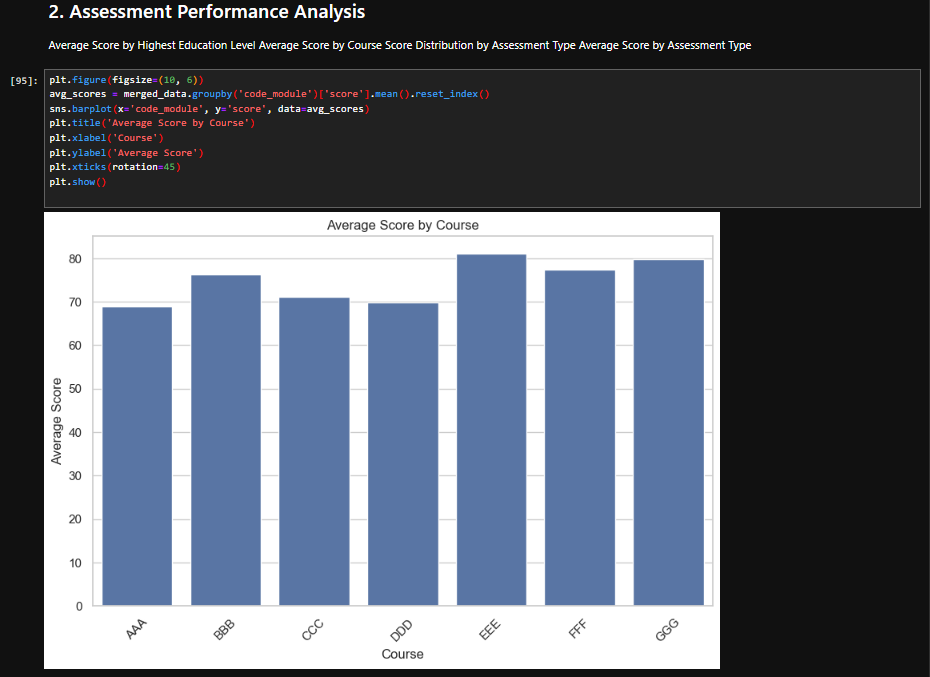 2. Assessment Performance Analysis
Average Score by Highest Education Level Average Score by Course Score Distribution by Assessment Type Average Score by Assessment Type
[95]:
plt.figure(figsize=(10, 6))
avg_scores = merged_data.groupby('code_module')['score'].mean().reset_index()
sns.barplot(x='code_module', y='score', data=avg_scores)
plt.title('Average Score by Course')
plt.xlabel('Course')
plt.ylabel('Average Score')
plt.xticks(rotation=45)
plt.show()
Average Score by Course
Average Score
80
70
60
50
40
30
20
10
0
AAA
BBB
CCC
DDD
EEE
FFF
GGG
Course